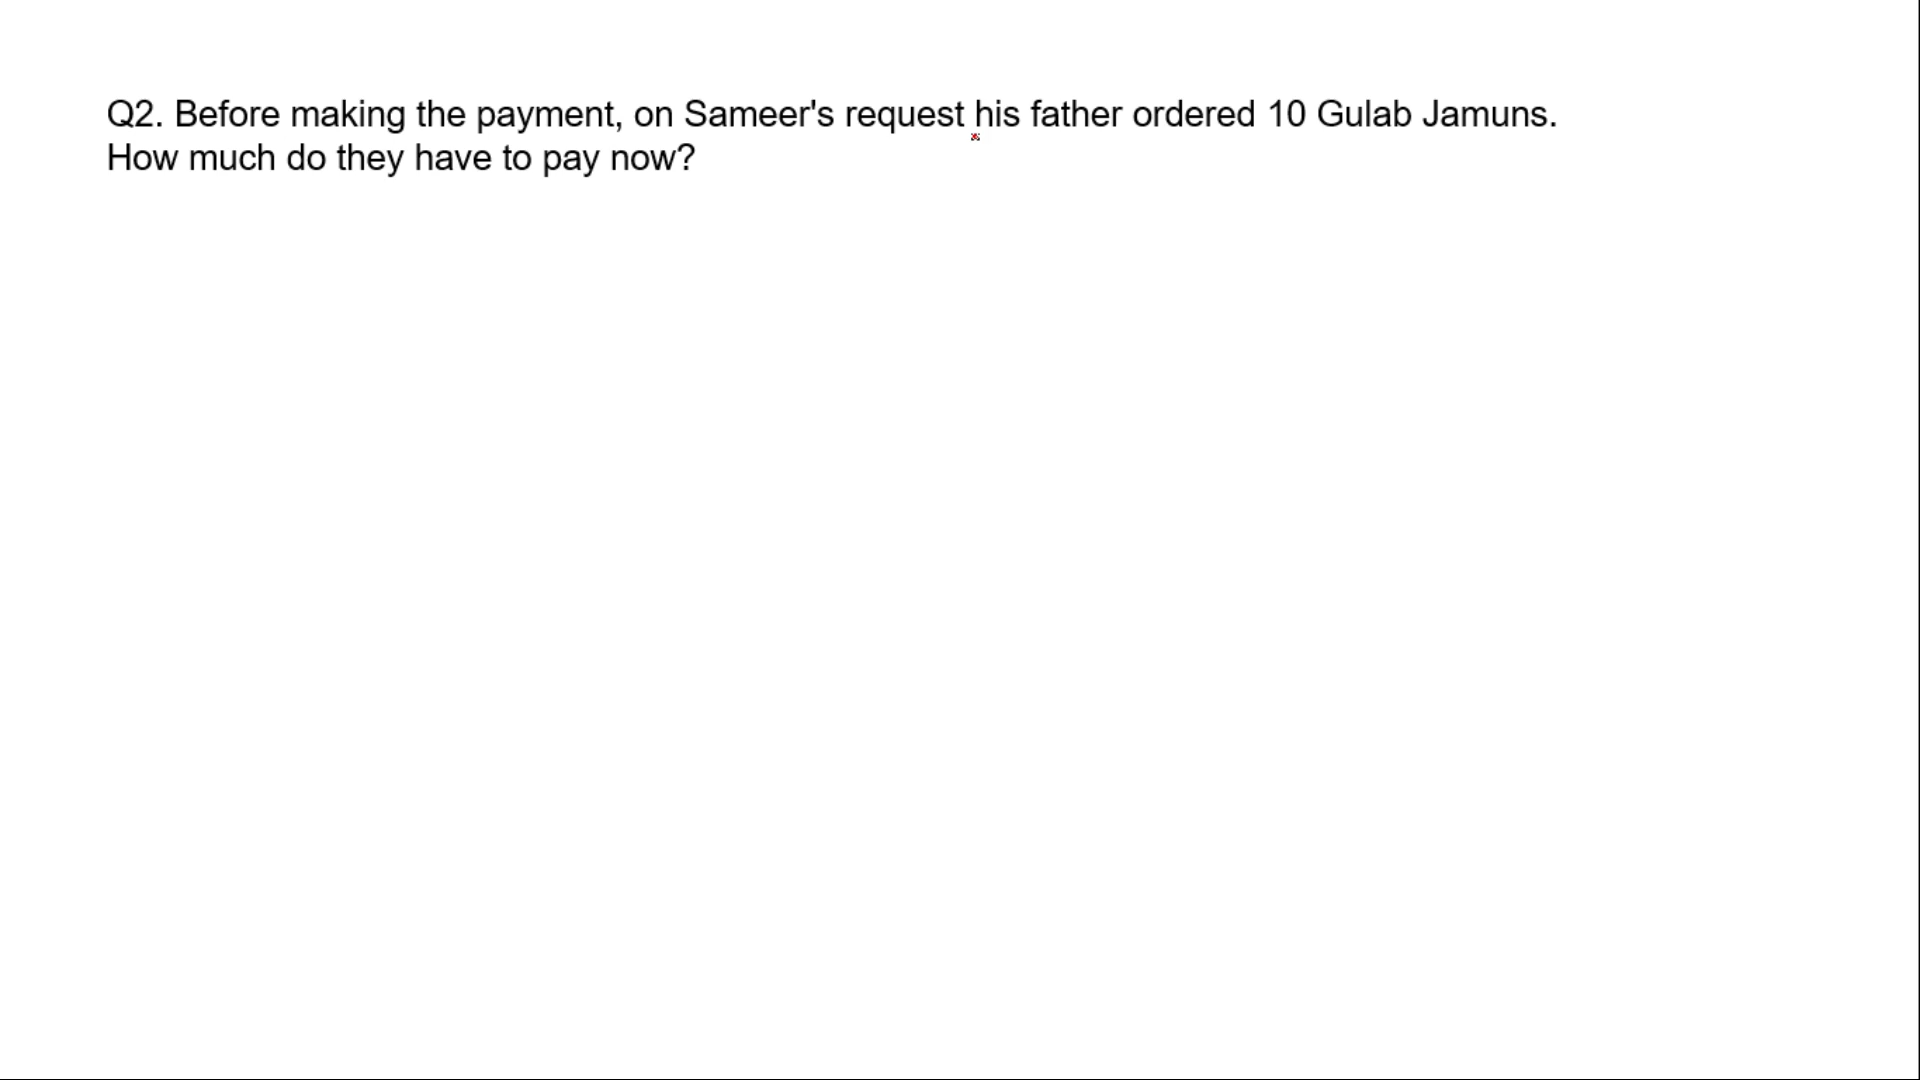 Q2. Before making the payment, on Sameer's request his father ordered 10 Gulab Jamuns.
How much do they have to pay now?